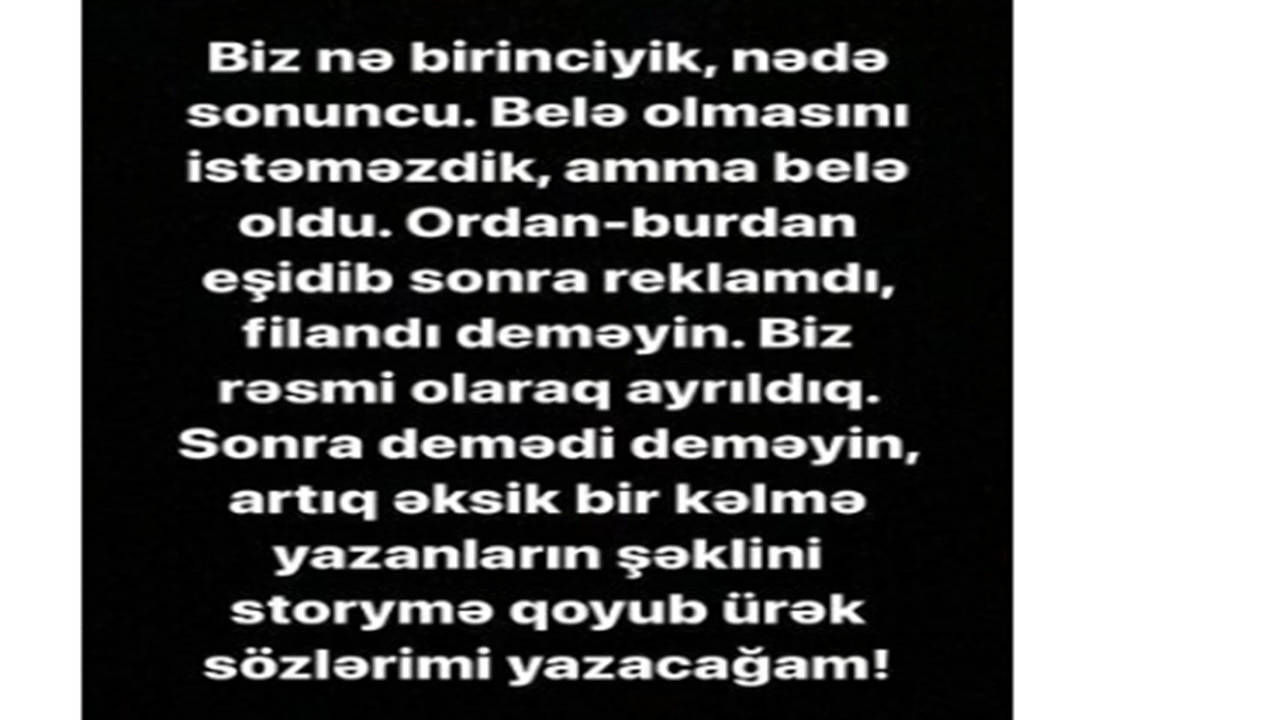 Biz nə birinciyik, nədə
sonuncu. Belə olmasını
istəməzdik, amma belə
oldu. Ordan-burdan
eşidib sonra reklamdı,
filandı deməyin. Biz
rəsmi olaraq ayrıldıq.
Sonra demədi deməyin,
artıq əksik bir kəlmə
yazanların şəklini
storymə qoyub ürək
sözlərimi yazacağam!